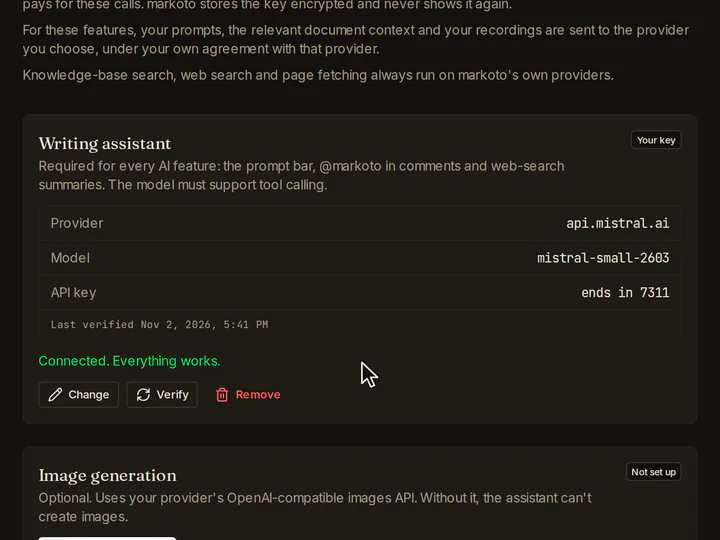 pays for these calls. markoto stores the key encrypted and never shows it again.
For these features, your prompts, the relevant document context and your recordings are sent to the provider
you choose, under your own agreement with that provider.
Knowledge-base search, web search and page fetching always run on markoto's own providers.
Writing assistant
Your key
Required for every AI feature: the prompt bar, @markoto in comments and web-search
summaries. The model must support tool calling.
Provider api.mistral.ai
Model mistral-small-2603
API key ends in 7311
Last verified Nov 2, 2026, 5:41 PM
Connected. Everything works.
Change Verify Remove
Image generation
Not set up
Optional. Uses your provider's OpenAI-compatible images API. Without it, the assistant can't
create images.